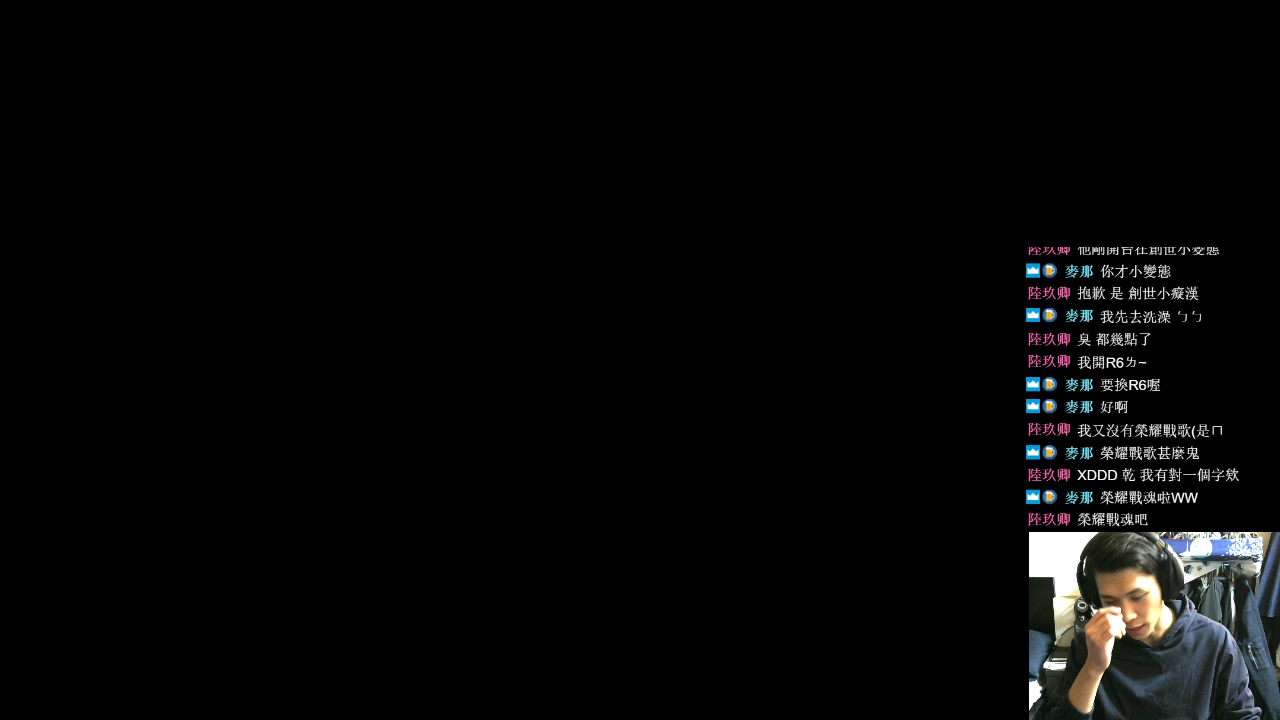 陸玖卿 他剛開台在創世小變態
麥那 你才小變態
陸玖卿 抱歉 是 創世小癡漢
麥那 我先去洗澡 ㄅㄅ
陸玖卿 臭 都幾點了
陸玖卿 我開R6ㄌ~
麥那 要換R6喔
麥那 好啊
陸玖卿 我又沒有榮耀戰歌(是ㄇ
麥那 榮耀戰歌甚麼鬼
陸玖卿 XDDD 乾 我有對一個字欸
麥那 榮耀戰魂啦WW
陸玖卿 榮耀戰魂吧